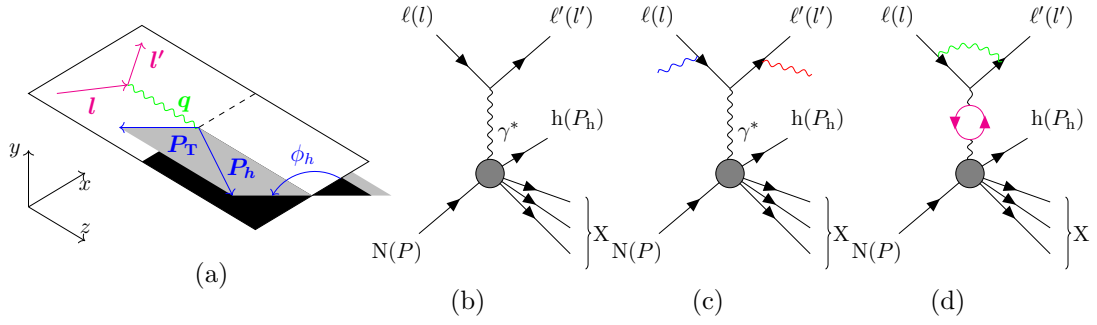 l
l'
q
P_T
P_h
ϕ_h
y
x
z
(a)
ℓ(l)
ℓ'(l')
γ*
h(P_h)
N(P)
X
(b)
ℓ(l)
ℓ'(l')
γ*
h(P_h)
N(P)
X
(c)
ℓ(l)
ℓ'(l')
h(P_h)
N(P)
X
(d)